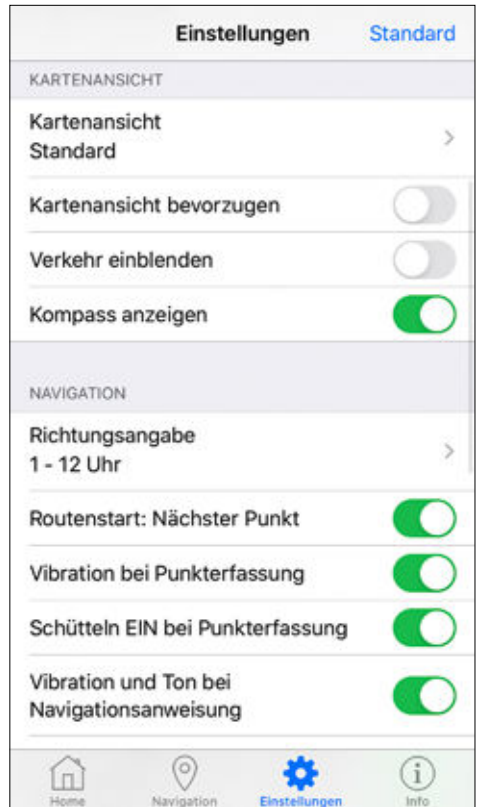 Einstellungen Standard
KARTENANSICHT
Kartenansicht
Standard
Kartenansicht bevorzugen
Verkehr einblenden
Kompass anzeigen
NAVIGATION
Richtungsangabe
1 - 12 Uhr
Routenstart: Nächster Punkt
Vibration bei Punkterfassung
Schütteln EIN bei Punkterfassung
Vibration und Ton bei
Navigationsanweisung
Home Navigation Einstellungen Info